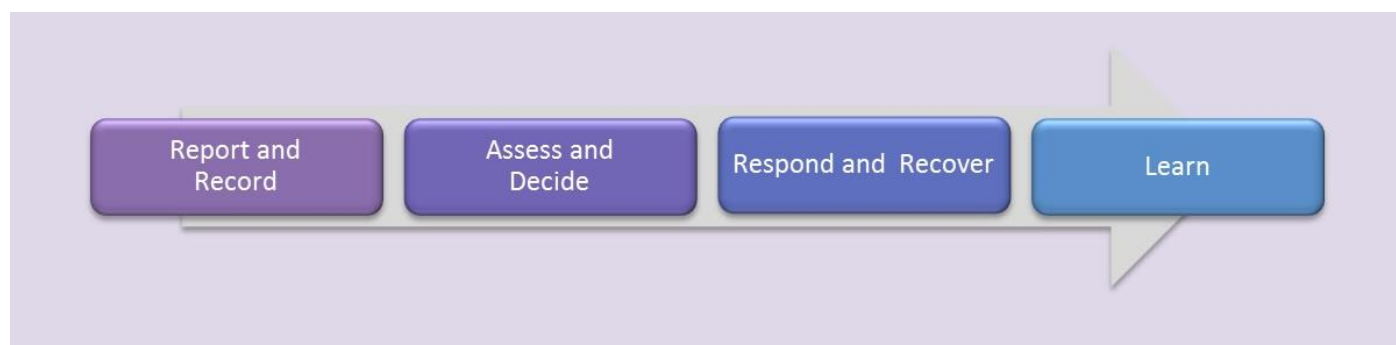 Report and
Record
Assess and
Decide
Respond and  Recover
Learn